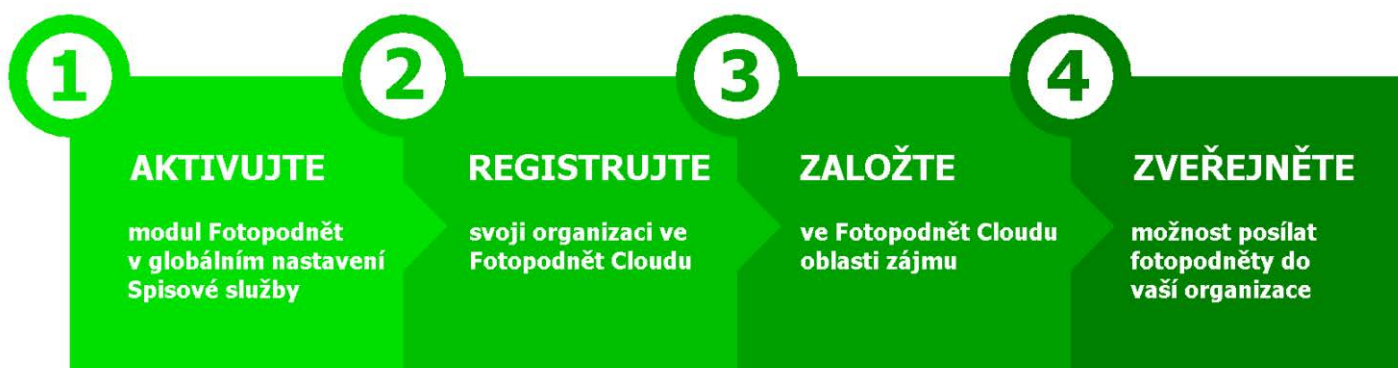 1
AKTIVUJTE
modul Fotopodnět
v globálním nastavení
Spisové služby
2
REGISTRUJTE
svoji organizaci ve
Fotopodnět Cloudu
3
ZALOŽTE
ve Fotopodnět Cloudu
oblasti zájmu
4
ZVEŘEJNĚTE
možnost posílat
fotopodněty do
vaší organizace